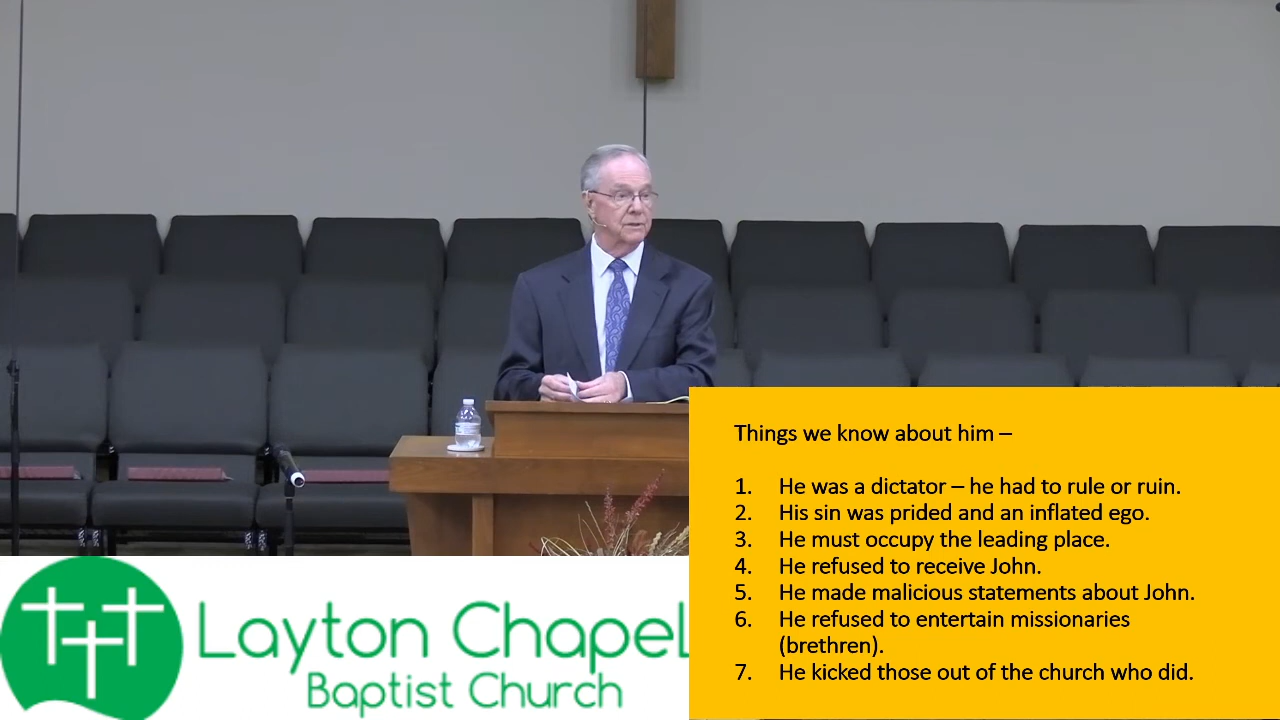 Things we know about him –
1. He was a dictator – he had to rule or ruin.
2. His sin was prided and an inflated ego.
3. He must occupy the leading place.
4. He refused to receive John.
5. He made malicious statements about John.
6. He refused to entertain missionaries
(brethren).
7. He kicked those out of the church who did.
Layton Chapel
Baptist Church